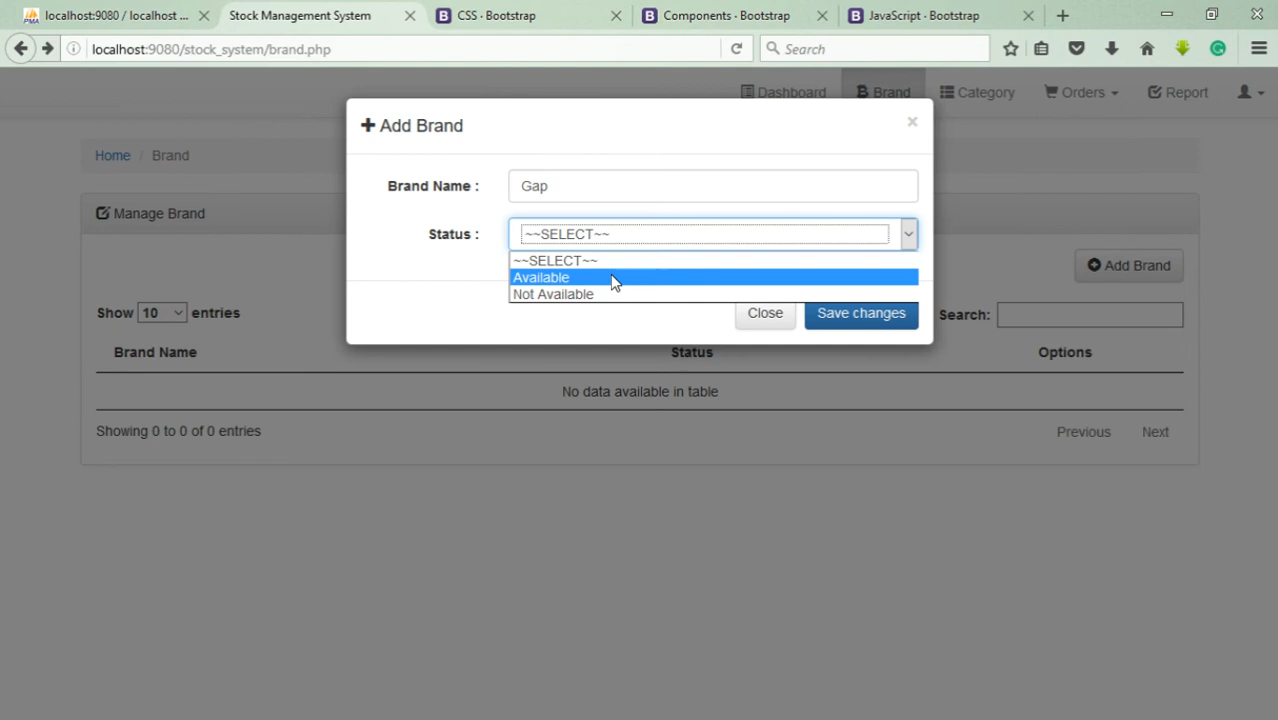 localhost:9080 / localhost ...
Stock Management System
CSS · Bootstrap
Components · Bootstrap
JavaScript · Bootstrap
localhost:9080/stock_system/brand.php
Search
Dashboard
Brand
Category
Orders
Report
Add Brand
×
Home / Brand
Brand Name :
Gap
Manage Brand
Status :
~~SELECT~~
~~SELECT~~
Available
Not Available
Add Brand
Show 10 entries
Close
Save changes
Search:
Brand Name
Status
Options
No data available in table
Showing 0 to 0 of 0 entries
Previous
Next